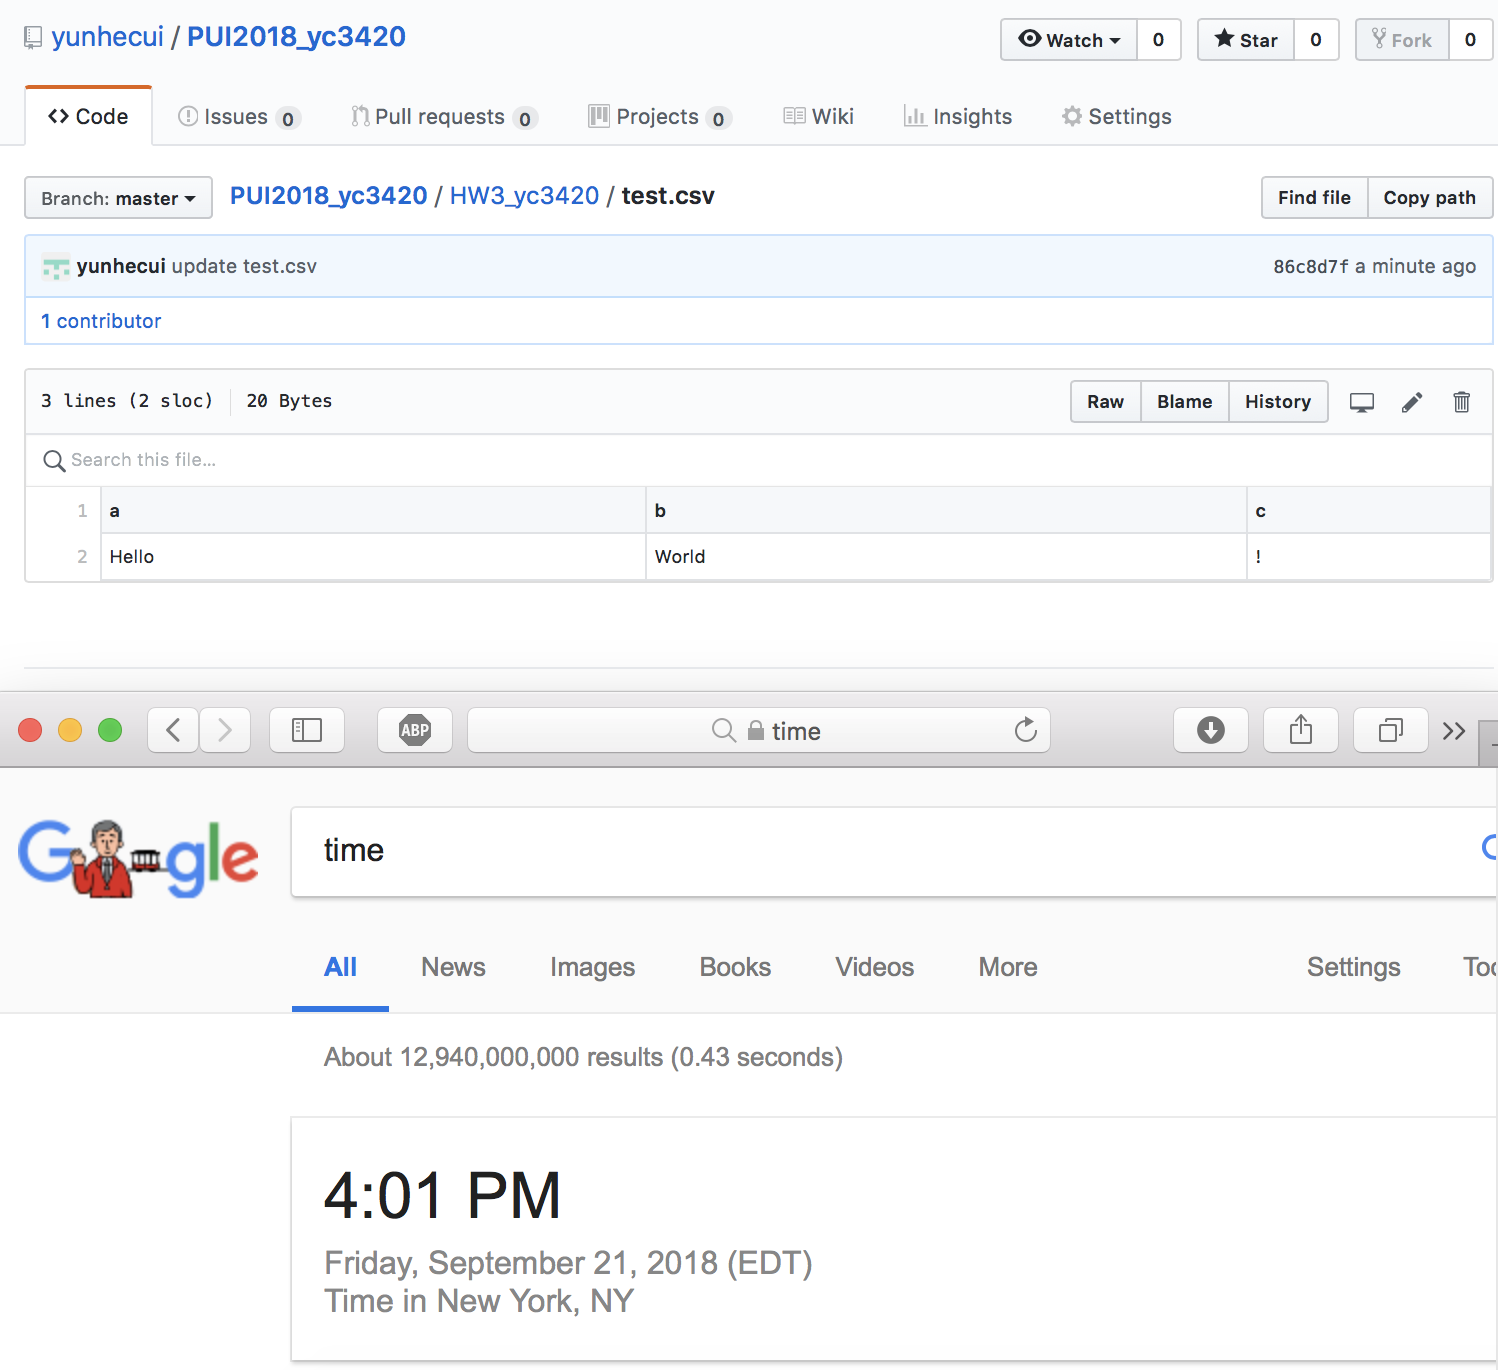 yunhecui / PUI2018_yc3420
Watch 0 Star 0 Fork 0
Code Issues 0 Pull requests 0 Projects 0 Wiki Insights Settings
Branch: master PUI2018_yc3420 / HW3_yc3420 / test.csv Find file Copy path
yunhecui update test.csv 86c8d7f a minute ago
1 contributor
3 lines (2 sloc) 20 Bytes Raw Blame History
Search this file...
1 a b c
2 Hello World !
ABP time
Google time
All News Images Books Videos More Settings
About 12,940,000,000 results (0.43 seconds)
4:01 PM
Friday, September 21, 2018 (EDT)
Time in New York, NY